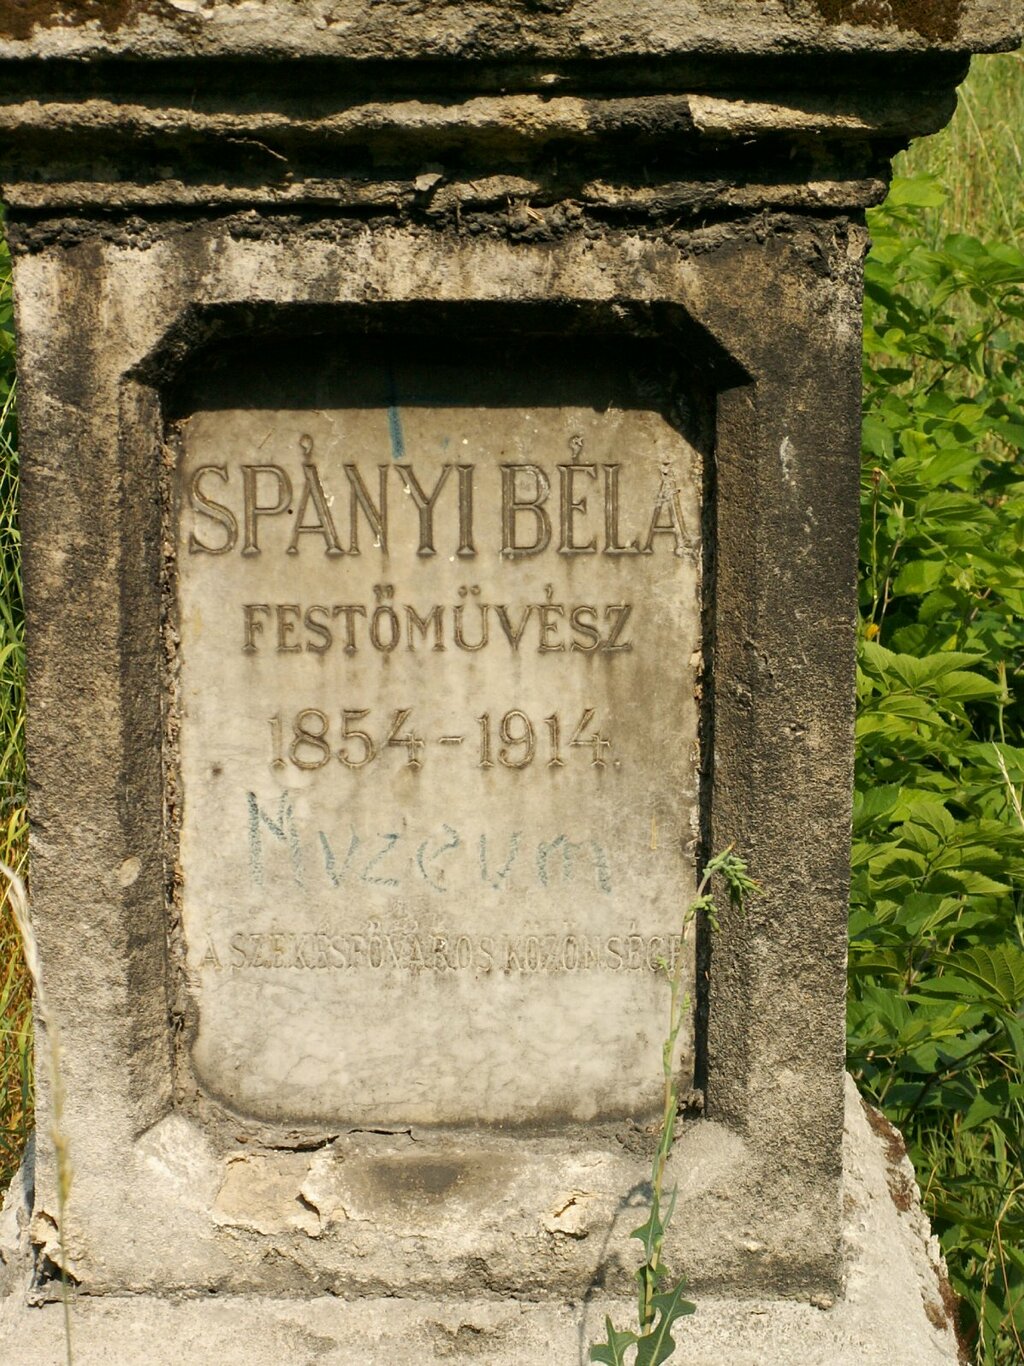 SPÁNYI BÉLA
FESTŐMŰVÉSZ
1854-1914.
Muzeum
A SZÉKESFŐVÁROS KÖZÖNSÉGE